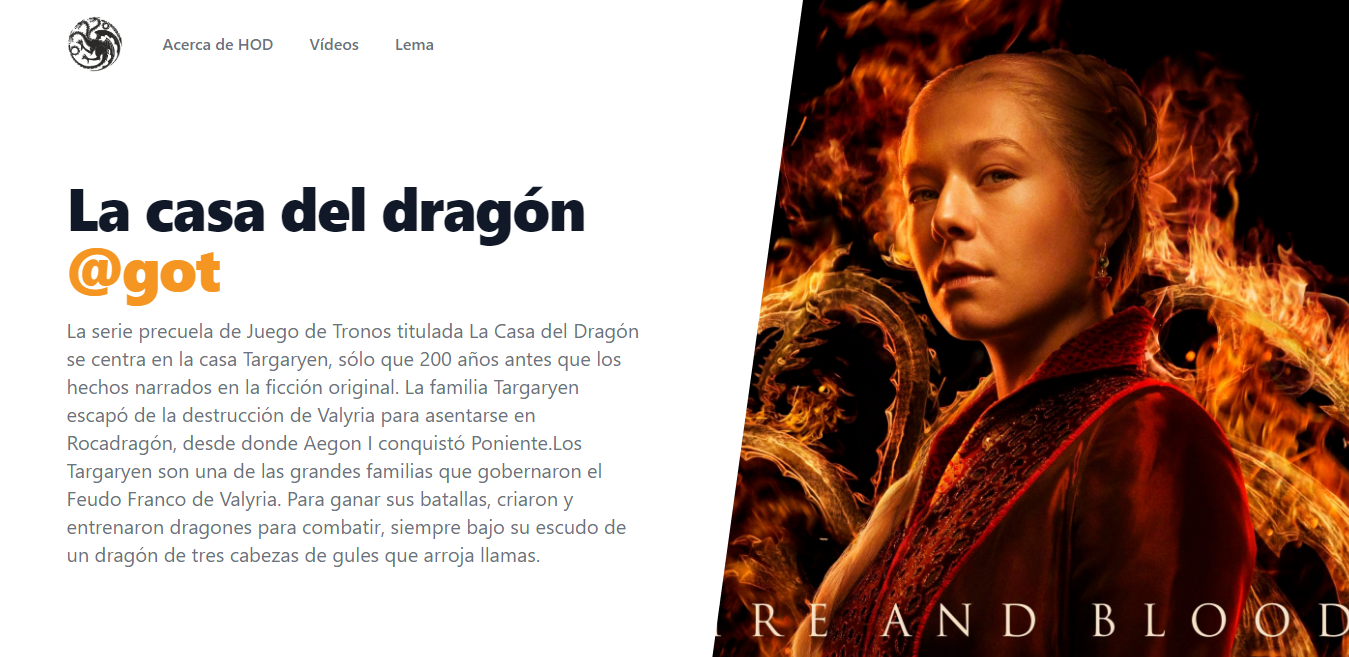 Acerca de HOD Vídeos Lema
La casa del dragón
@got
La serie precuela de Juego de Tronos titulada La Casa del Dragón
se centra en la casa Targaryen, sólo que 200 años antes que los
hechos narrados en la ficción original. La familia Targaryen
escapó de la destrucción de Valyria para asentarse en
Rocadragón, desde donde Aegon I conquistó Poniente.Los
Targaryen son una de las grandes familias que gobernaron el
Feudo Franco de Valyria. Para ganar sus batallas, criaron y
entrenaron dragones para combatir, siempre bajo su escudo de
un dragón de tres cabezas de gules que arroja llamas.
IRE AND BLOOD